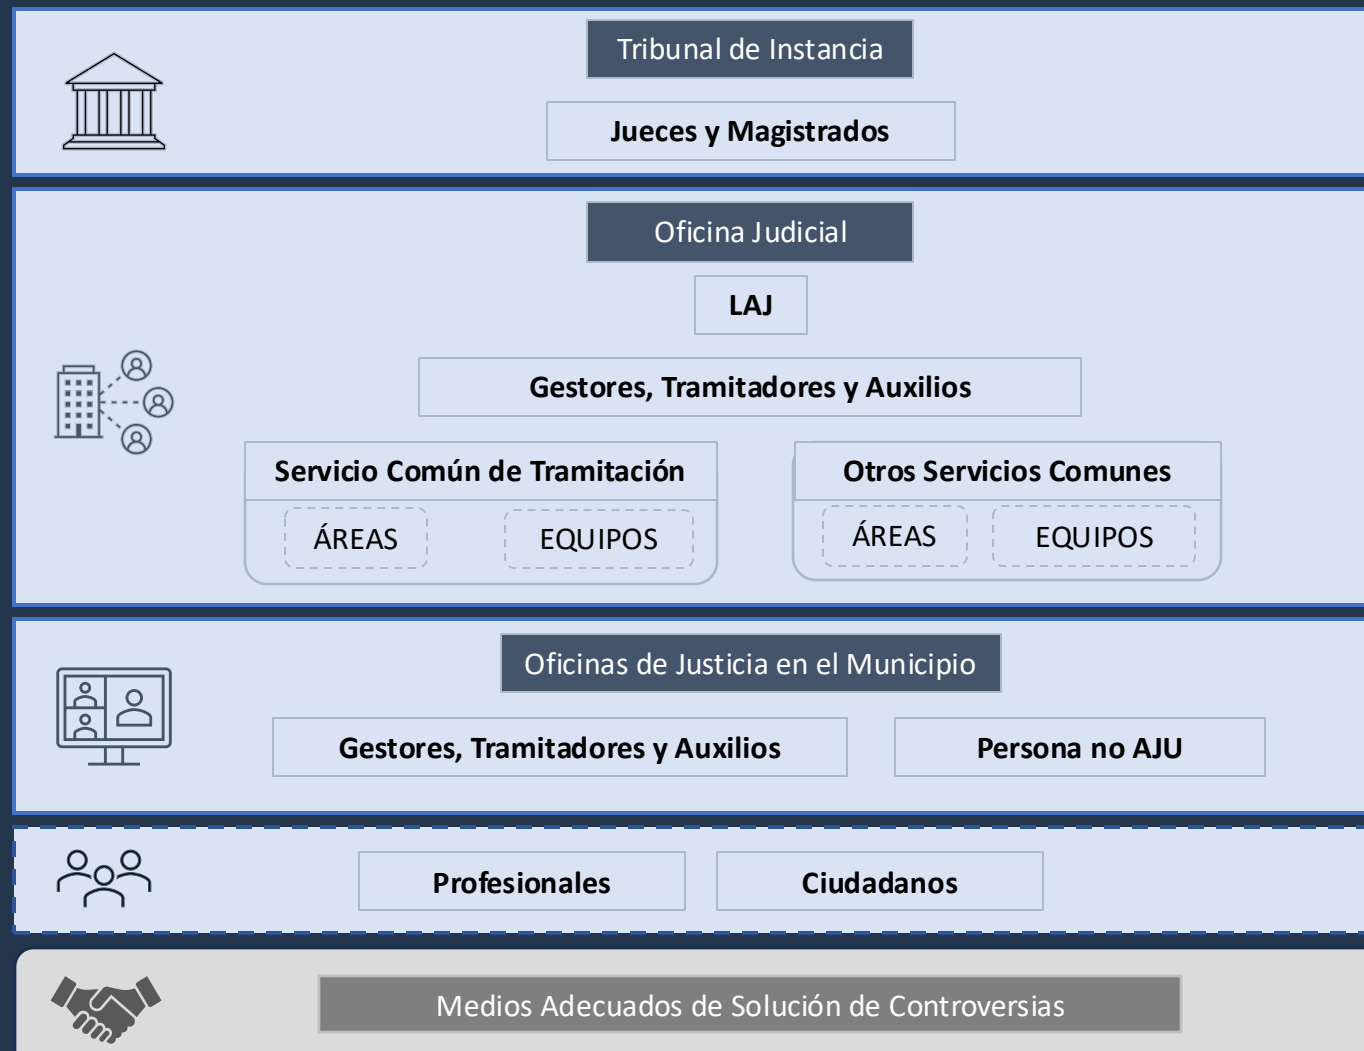 Tribunal de Instancia
Jueces y Magistrados
Oficina Judicial
LAJ
Gestores, Tramitadores y Auxilios
Servicio Común de Tramitación
ÁREAS
EQUIPOS
Otros Servicios Comunes
ÁREAS
EQUIPOS
Oficinas de Justicia en el Municipio
Gestores, Tramitadores y Auxilios
Persona no AJU
Profesionales
Ciudadanos
Medios Adecuados de Solución de Controversias